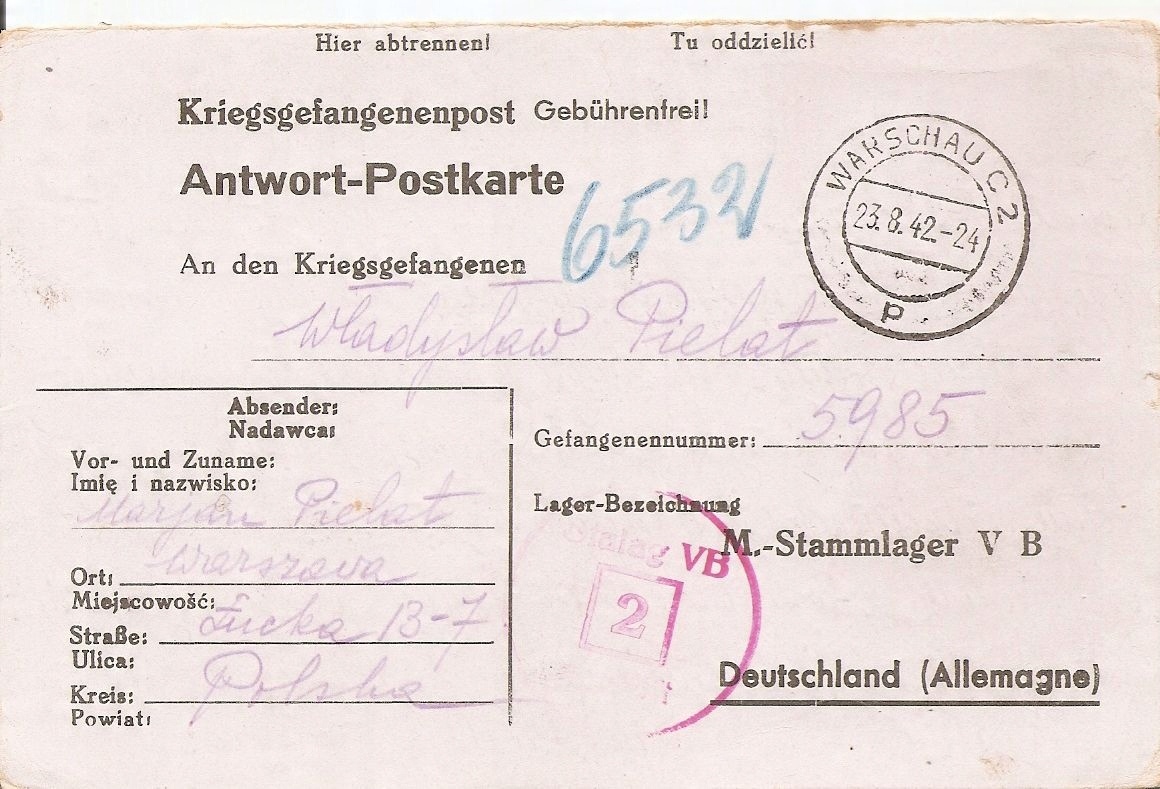 Hier abtrennen! Tu oddzielić!
Kriegsgefangenenpost Gebührenfrei!
Antwort-Postkarte
6532
WARSCHAU C 2
23.8.42.-24
P
An den Kriegsgefangenen
Władysław Pielat
Absender:
Nadawca:
Vor- und Zuname:
Imię i nazwisko:
Marjan Pielat
Warszawa
Ort:
Miejscowość:
Łucka 13-7
Straße:
Ulica:
Polska
Kreis:
Powiat:
5985
Gefangenennummer:
Lager-Bezeichnung
M.-Stammlager V B
Stalag VB
2
Deutschland (Allemagne)